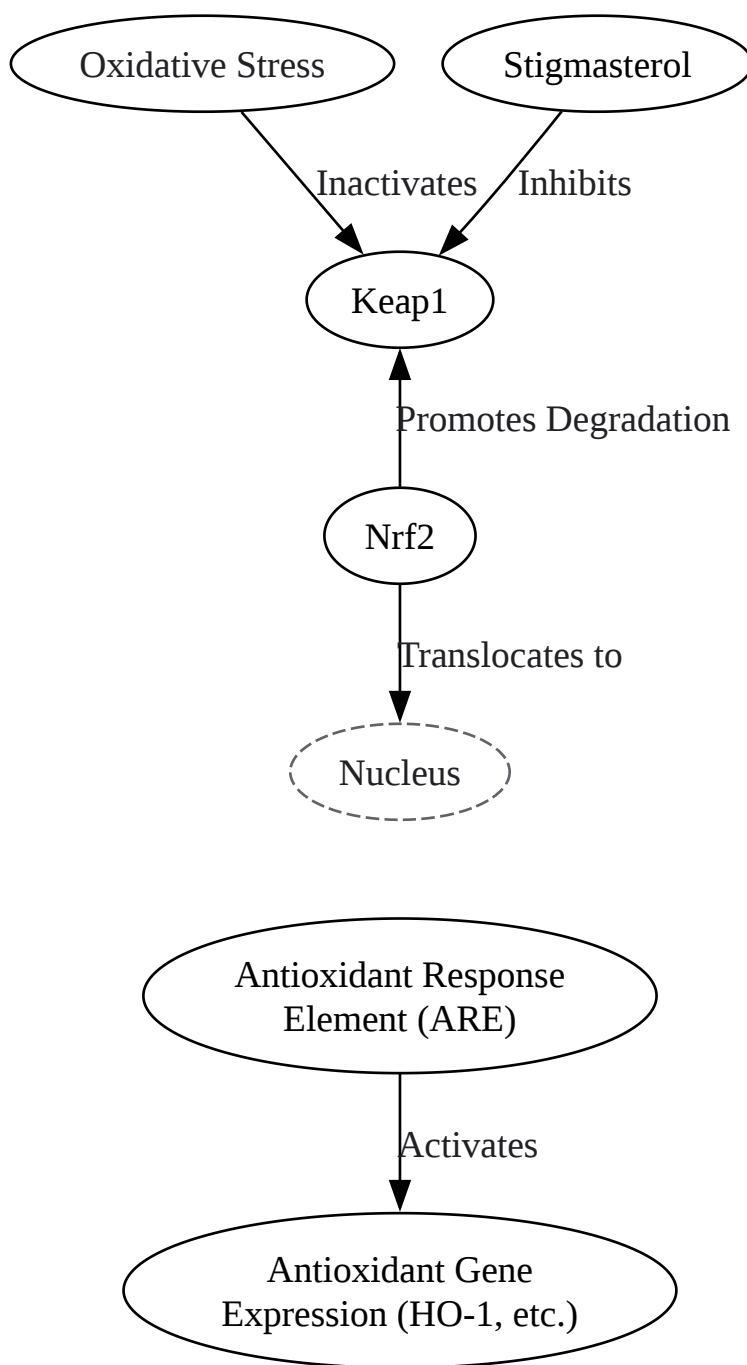 Oxidative Stress
Stigmasterol
Inactivates
Inhibits
Keap1
Promotes Degradation
Nrf2
Translocates to
Nucleus
Antioxidant Response
Element (ARE)
Activates
Antioxidant Gene
Expression (HO-1, etc.)